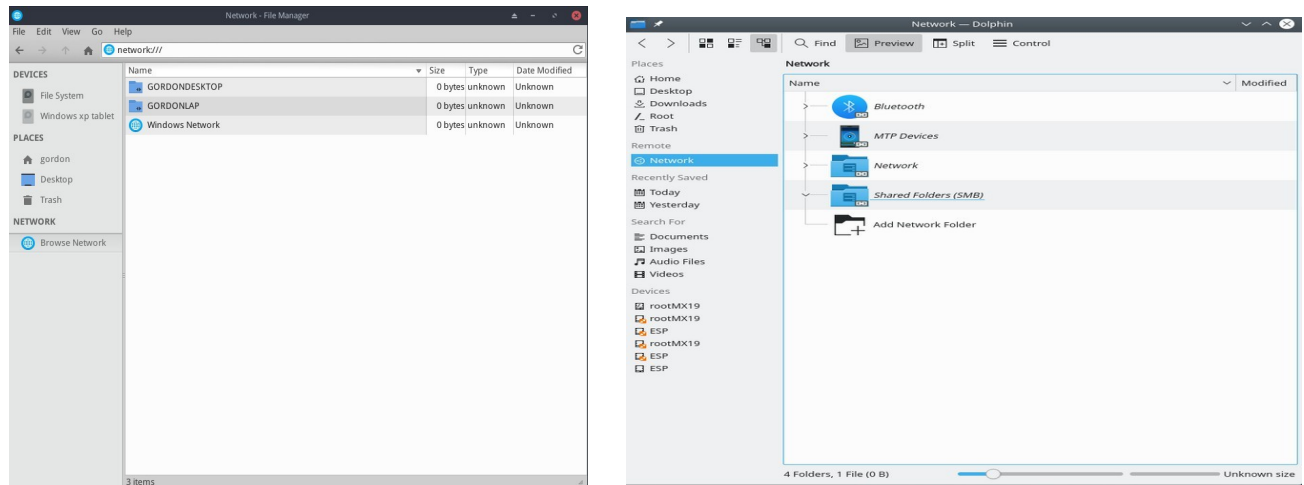 Network - File Manager
File Edit View Go Help
network:///
DEVICES
File System
Windows xp tablet
PLACES
gordon
Desktop
Trash
NETWORK
Browse Network
Name Size Type Date Modified
GORDONDESKTOP 0 bytes unknown Unknown
GORDONLAP 0 bytes unknown Unknown
Windows Network 0 bytes unknown Unknown
3 items
Network — Dolphin
Find Preview Split Control
Places
Home
Desktop
Downloads
Root
Trash
Remote
Network
Recently Saved
Today
Yesterday
Search For
Documents
Images
Audio Files
Videos
Devices
rootMX19
rootMX19
ESP
rootMX19
ESP
ESP
Network
Name Modified
Bluetooth
MTP Devices
Network
Shared Folders (SMB)
Add Network Folder
4 Folders, 1 File (0 B) Unknown size